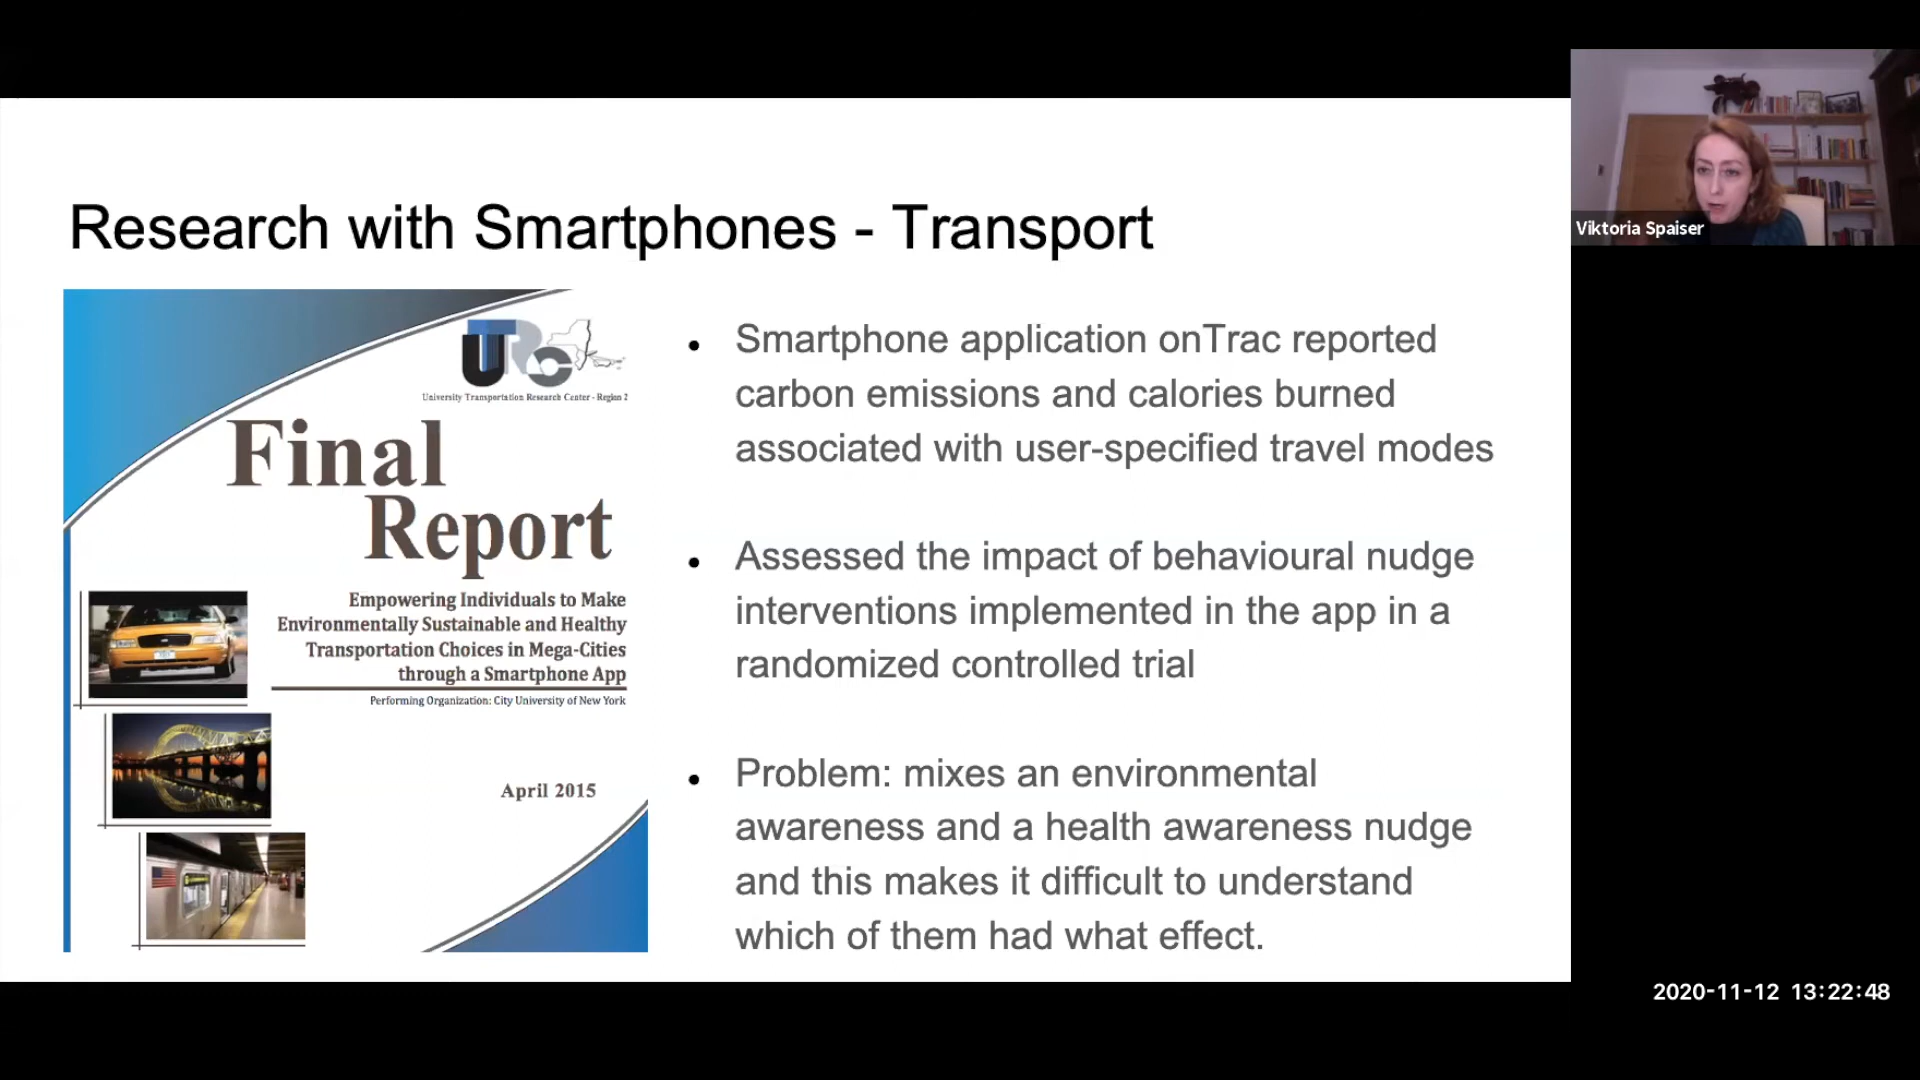 Research with Smartphones - Transport
UTRC
University Transportation Research Center - Region 2
Final
Report
Empowering Individuals to Make
Environmentally Sustainable and Healthy
Transportation Choices in Mega-Cities
through a Smartphone App
Performing Organization: City University of New York
April 2015
• Smartphone application onTrac reported
carbon emissions and calories burned
associated with user-specified travel modes
• Assessed the impact of behavioural nudge
interventions implemented in the app in a
randomized controlled trial
• Problem: mixes an environmental
awareness and a health awareness nudge
and this makes it difficult to understand
which of them had what effect.
Viktoria Spaiser
2020-11-12 13:22:48